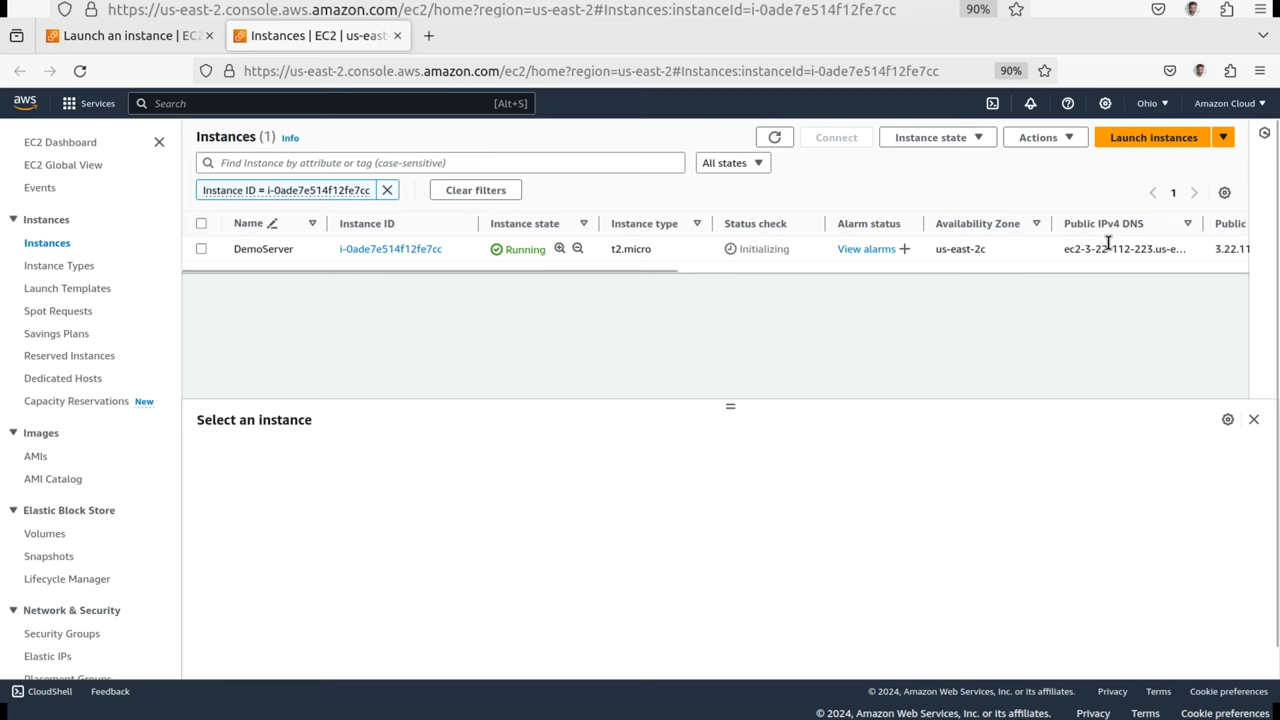 https://us-east-2.console.aws.amazon.com/ec2/home?region=us-east-2#Instances:instanceId=i-0ade7e514f12fe7cc 90%
Launch an instance | EC2 Instances | EC2 | us-east-
https://us-east-2.console.aws.amazon.com/ec2/home?region=us-east-2#Instances:instanceId=i-0ade7e514f12fe7cc 90%
aws Services Search [Alt+S] Ohio Amazon Cloud
EC2 Dashboard
EC2 Global View
Events
Instances
Instances
Instance Types
Launch Templates
Spot Requests
Savings Plans
Reserved Instances
Dedicated Hosts
Capacity Reservations New
Images
AMIs
AMI Catalog
Elastic Block Store
Volumes
Snapshots
Lifecycle Manager
Network & Security
Security Groups
Elastic IPs
Placement Groups
Instances (1) Info Connect Instance state Actions Launch instances
Find Instance by attribute or tag (case-sensitive) All states
Instance ID = i-0ade7e514f12fe7cc Clear filters 1
Name Instance ID Instance state Instance type Status check Alarm status Availability Zone Public IPv4 DNS Public
DemoServer i-0ade7e514f12fe7cc Running t2.micro Initializing View alarms us-east-2c ec2-3-22-112-223.us-e... 3.22.11
Select an instance
CloudShell Feedback © 2024, Amazon Web Services, Inc. or its affiliates. Privacy Terms Cookie preferences
© 2024, Amazon Web Services, Inc. or its affiliates. Privacy Terms Cookie preferences